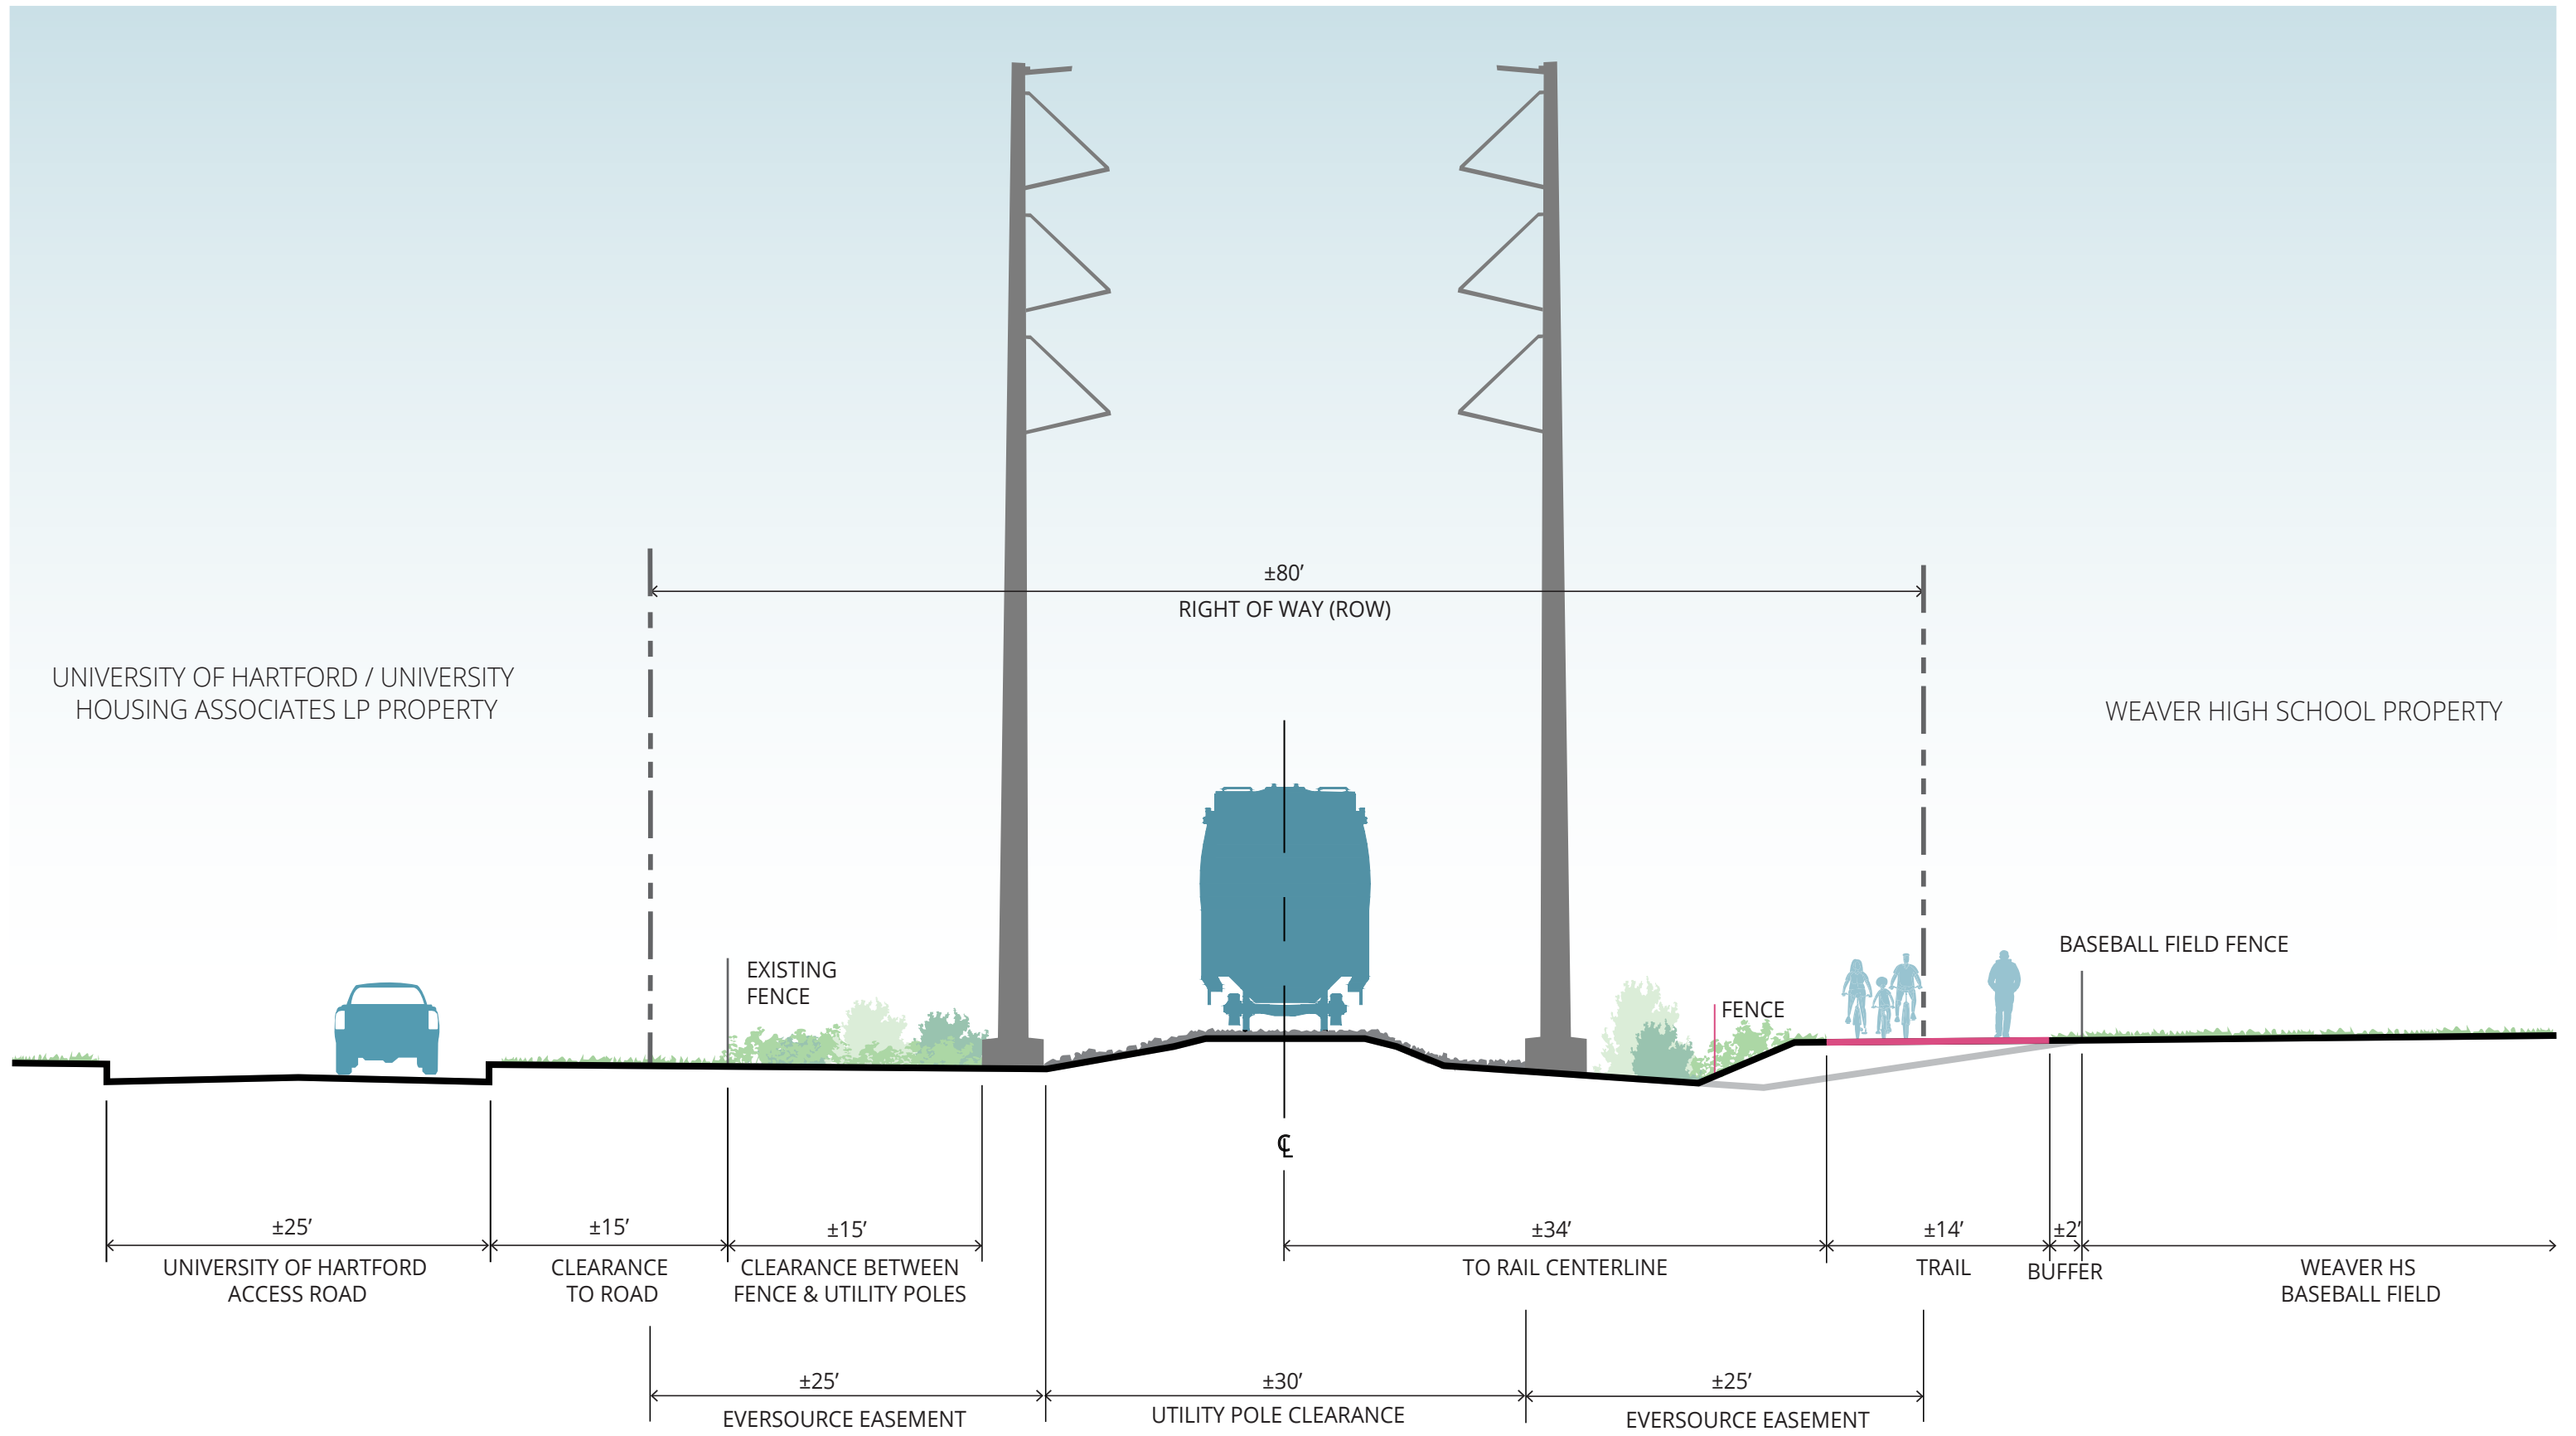 ±80’
RIGHT OF WAY (ROW)
UNIVERSITY OF HARTFORD / UNIVERSITY
HOUSING ASSOCIATES LP PROPERTY
WEAVER HIGH SCHOOL PROPERTY
EXISTING
FENCE
FENCE
BASEBALL FIELD FENCE
℄
±25’
UNIVERSITY OF HARTFORD
ACCESS ROAD
±15’
CLEARANCE
TO ROAD
±15’
CLEARANCE BETWEEN
FENCE & UTILITY POLES
±34’
TO RAIL CENTERLINE
±14’
TRAIL
±2’
BUFFER
WEAVER HS
BASEBALL FIELD
±25’
EVERSOURCE EASEMENT
±30’
UTILITY POLE CLEARANCE
±25’
EVERSOURCE EASEMENT